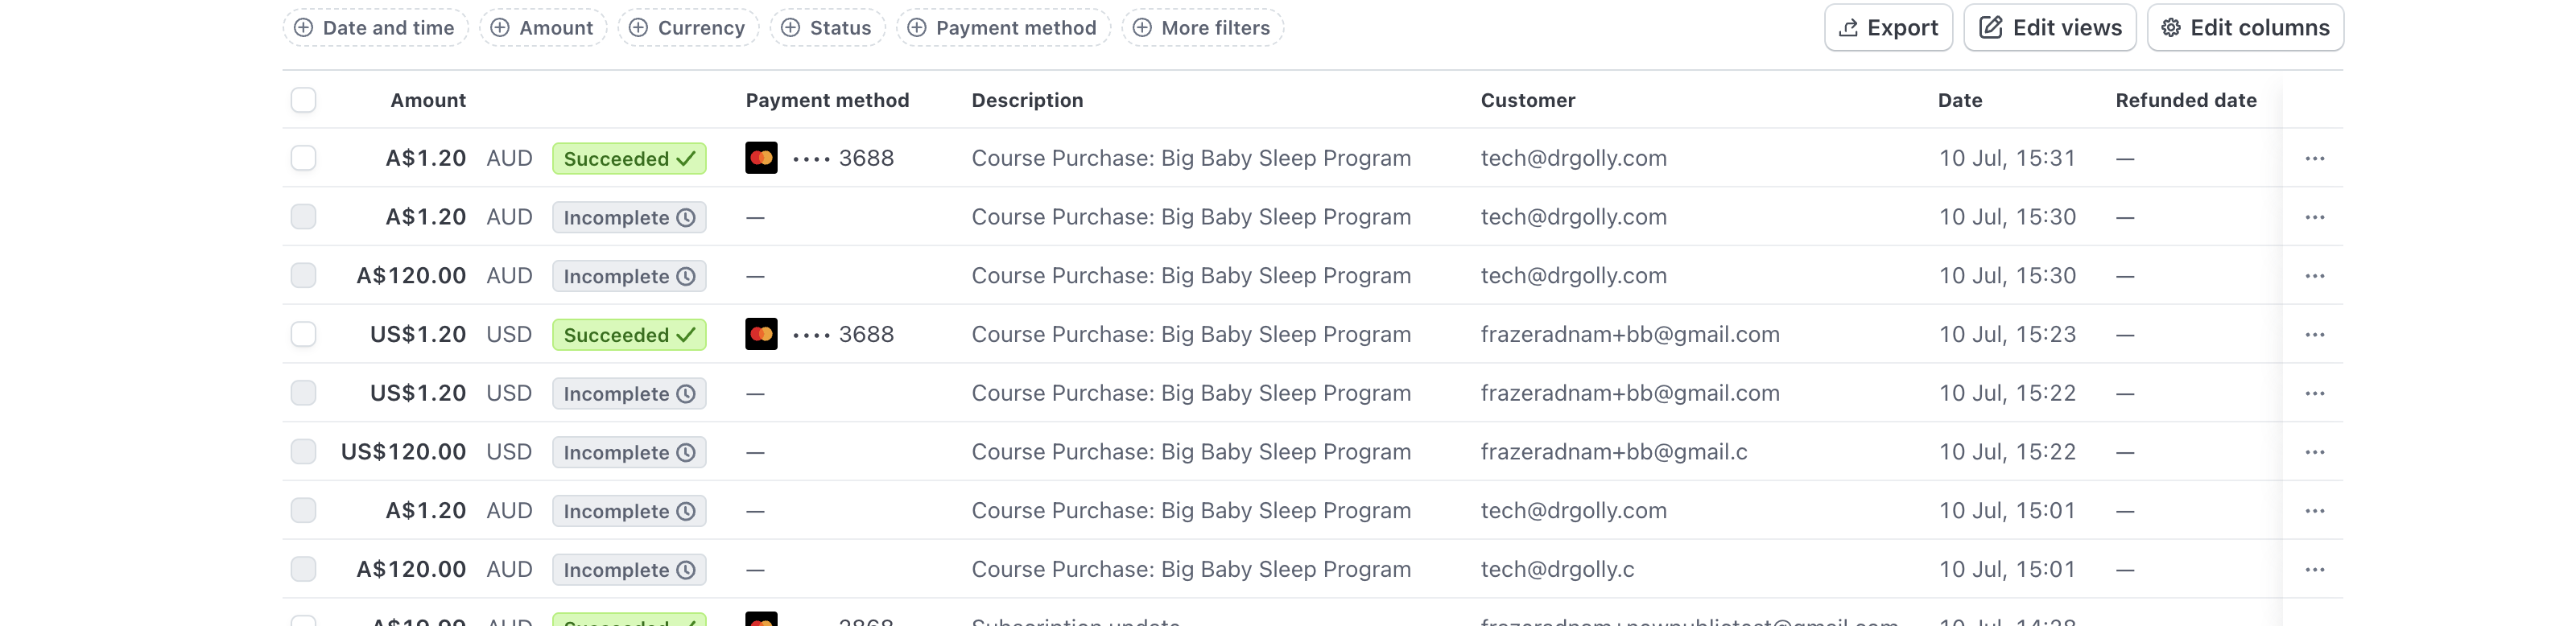 Date and time Amount Currency Status Payment method More filters Export Edit views Edit columns
Amount Payment method Description Customer Date Refunded date
A$1.20 AUD Succeeded •••• 3688 Course Purchase: Big Baby Sleep Program tech@drgolly.com 10 Jul, 15:31 — ···
A$1.20 AUD Incomplete — Course Purchase: Big Baby Sleep Program tech@drgolly.com 10 Jul, 15:30 — ···
A$120.00 AUD Incomplete — Course Purchase: Big Baby Sleep Program tech@drgolly.com 10 Jul, 15:30 — ···
US$1.20 USD Succeeded •••• 3688 Course Purchase: Big Baby Sleep Program frazeradnam+bb@gmail.com 10 Jul, 15:23 — ···
US$1.20 USD Incomplete — Course Purchase: Big Baby Sleep Program frazeradnam+bb@gmail.com 10 Jul, 15:22 — ···
US$120.00 USD Incomplete — Course Purchase: Big Baby Sleep Program frazeradnam+bb@gmail.c 10 Jul, 15:22 — ···
A$1.20 AUD Incomplete — Course Purchase: Big Baby Sleep Program tech@drgolly.com 10 Jul, 15:01 — ···
A$120.00 AUD Incomplete — Course Purchase: Big Baby Sleep Program tech@drgolly.c 10 Jul, 15:01 — ···
AUD Succeeded Subscription update